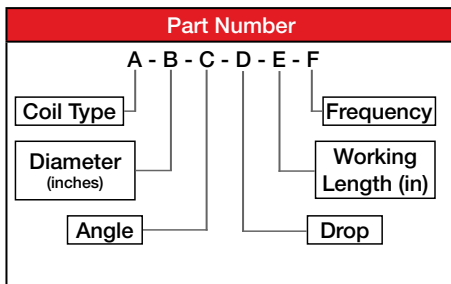 Part Number
A - B - C - D - E - F
Coil Type
Frequency
Diameter
(inches)
Working
Length (in)
Angle
Drop